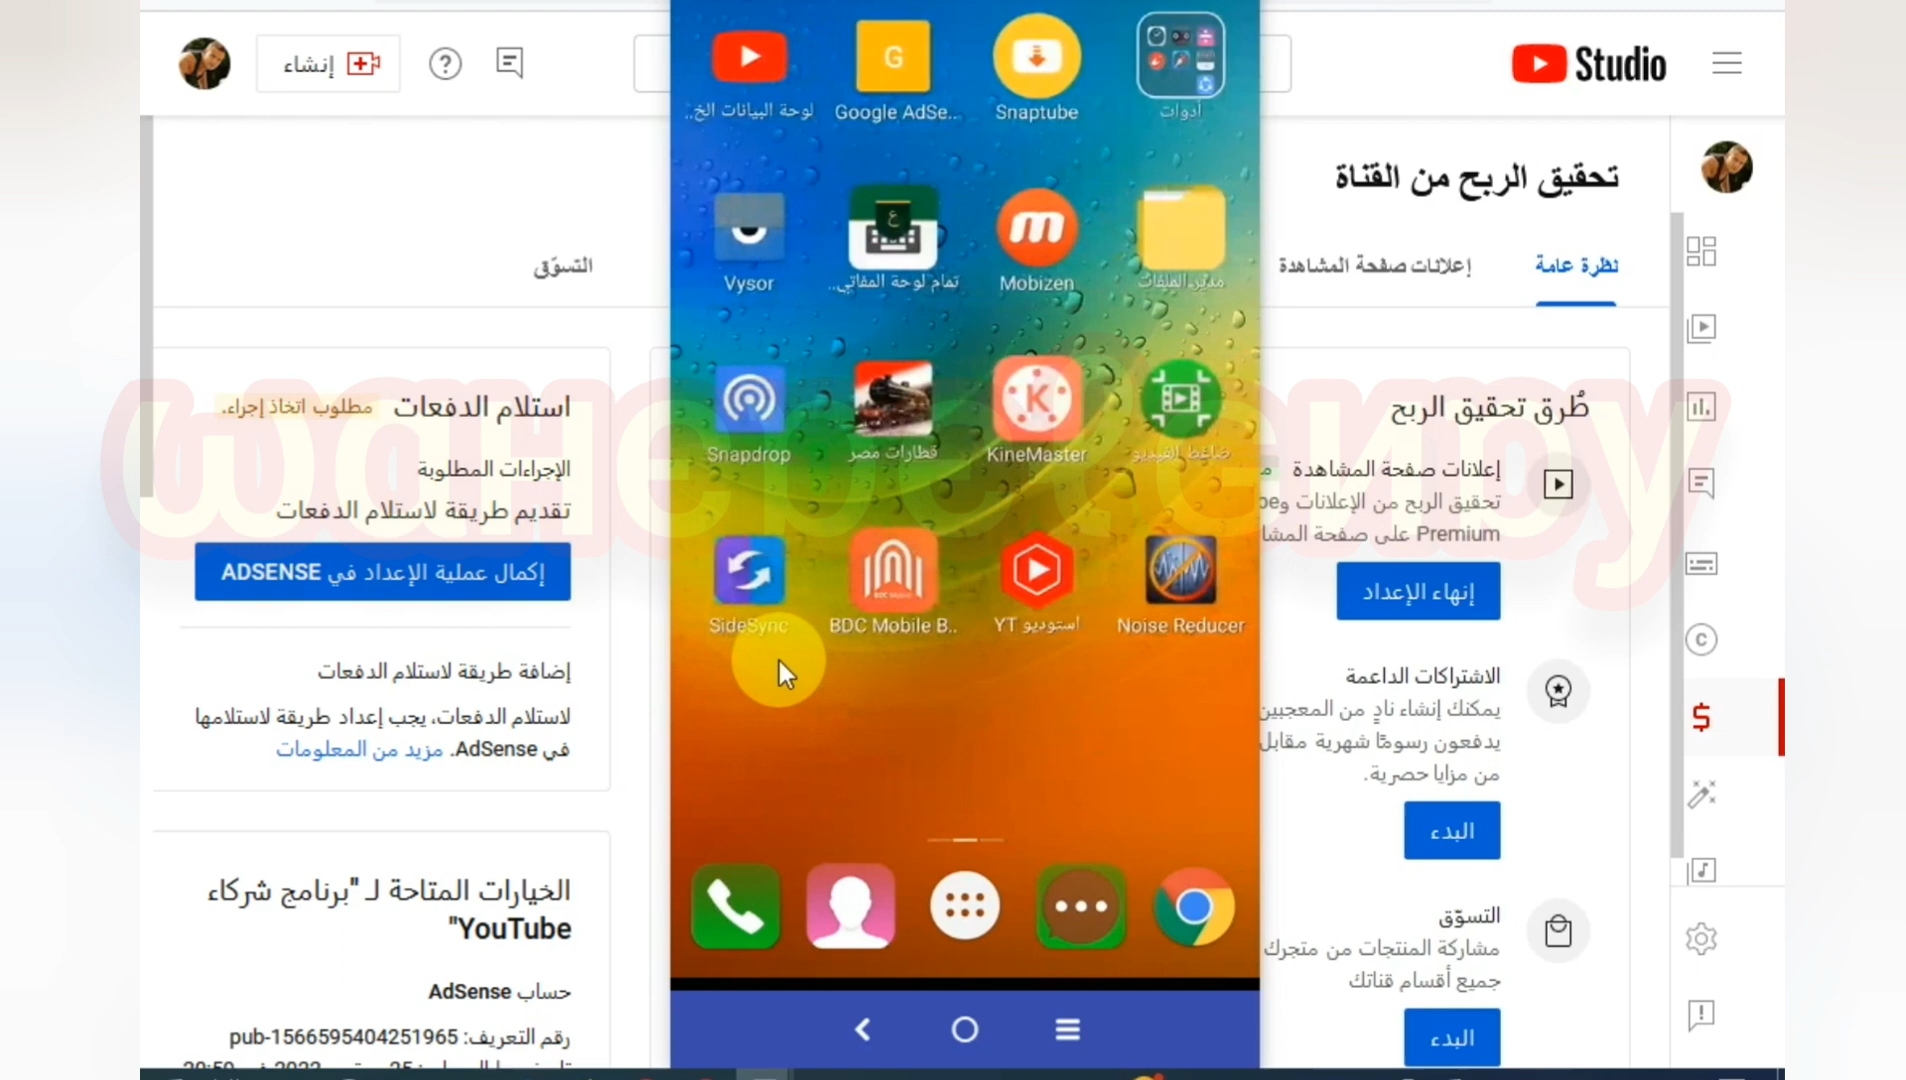 إنشاء
Studio
تحقيق الربح من القناة
نظرة عامة
إعلانات صفحة المشاهدة
التسوّق
طُرق تحقيق الربح
إعلانات صفحة المشاهدة
تحقيق الربح من الإعلانات و
Premium على صفحة المشا
إنهاء الإعداد
الاشتراكات الداعمة
يمكنك إنشاء نادٍ من المعجبين
يدفعون رسومًا شهرية مقابل
من مزايا حصرية.
البدء
التسوّق
مشاركة المنتجات من متجرك
جميع أقسام قناتك
البدء
استلام الدفعات
مطلوب اتخاذ إجراء.
الإجراءات المطلوبة
تقديم طريقة لاستلام الدفعات
إكمال عملية الإعداد في ADSENSE
إضافة طريقة لاستلام الدفعات
لاستلام الدفعات، يجب إعداد طريقة لاستلامها
في AdSense. مزيد من المعلومات
الخيارات المتاحة لـ "برنامج شركاء
YouTube"
حساب AdSense
رقم التعريف: pub-1566595404251965
لوحة البيانات الخ..
G
Google AdSe..
Snaptube
أدوات
Vysor
ع
تمام لوحة المفاتي..
Mobizen
مدير الملفات
Snapdrop
قطارات مصر
K
KineMaster
ضاغط الفيديو
SideSync
BDC Mobile
BDC Mobile B..
استوديو YT
Noise Reducer